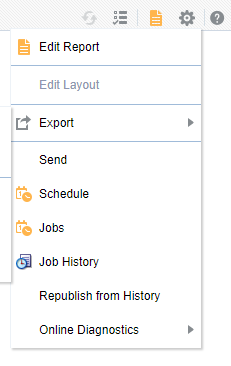 Edit Report
Edit Layout
Export
Send
Schedule
Jobs
Job History
Republish from History
Online Diagnostics